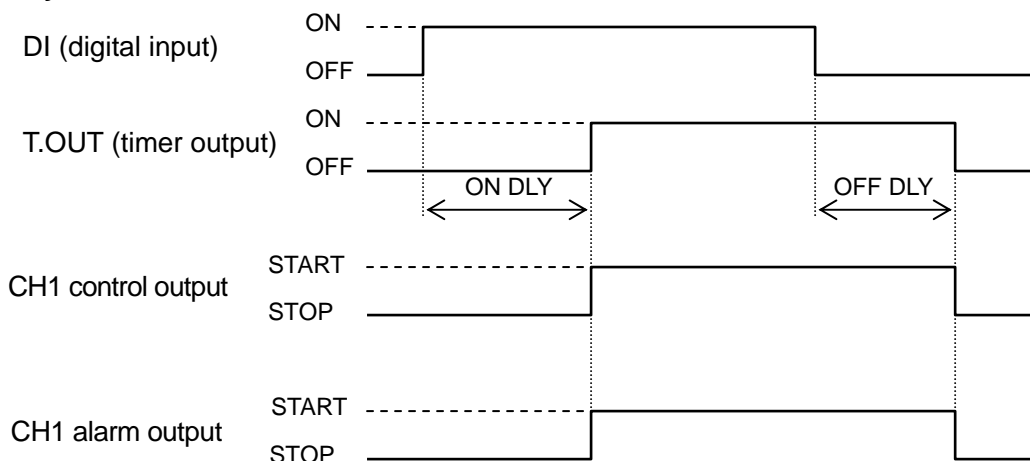 ON
DI (digital input)
OFF
ON
T.OUT (timer output)
OFF
ON DLY
OFF DLY
START
CH1 control output
STOP
START
CH1 alarm output
STOP